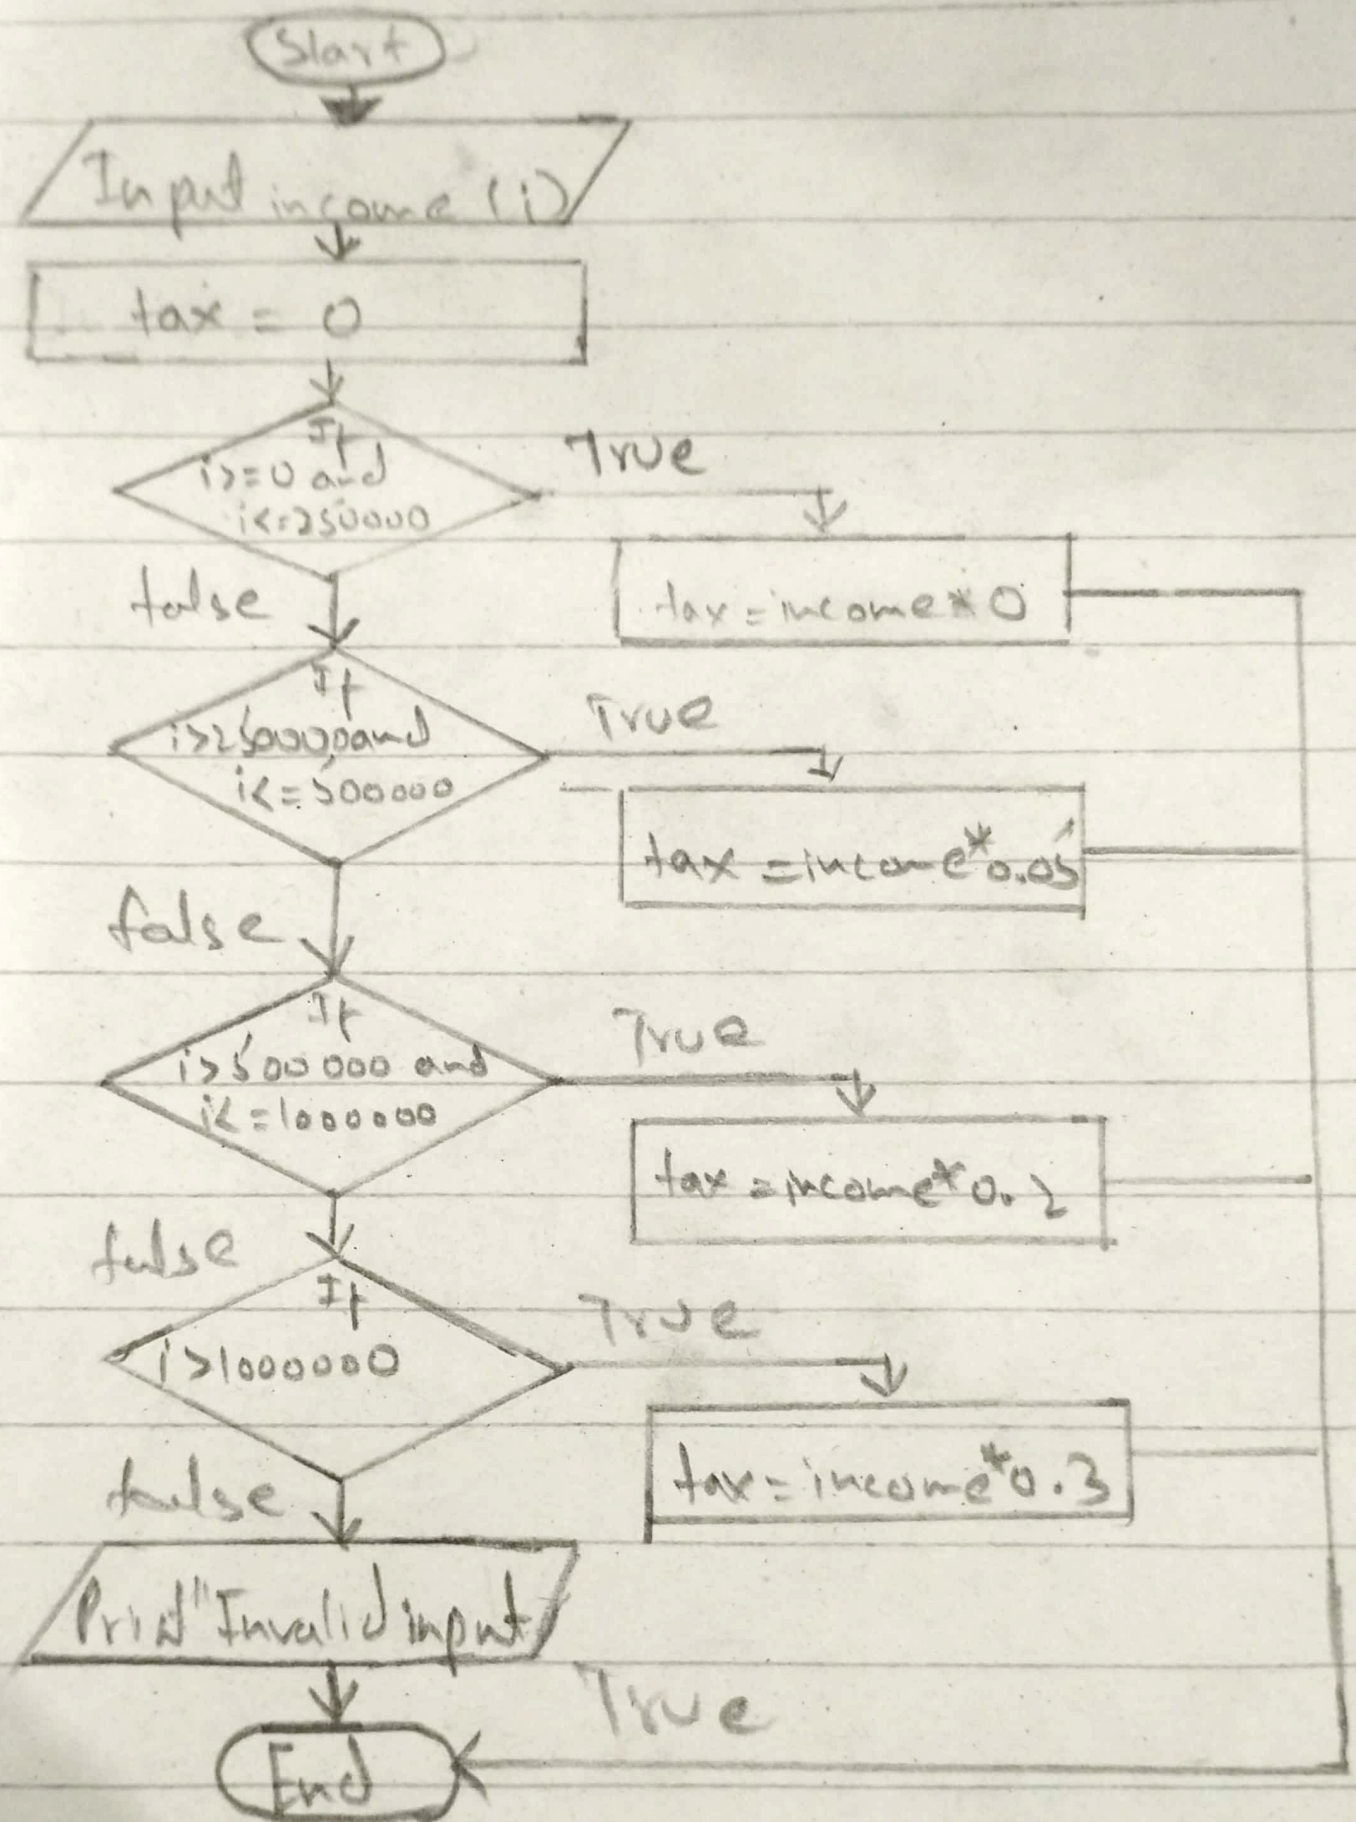 Start
Input income (i)
tax = 0
If
i>=0 and
i<=250000
True
tax = income * 0
false
If
i>250000 and
i<=500000
True
tax = income * 0.05
false
If
i>500000 and
i<=1000000
True
tax = income * 0.2
false
If
i>1000000
True
tax = income * 0.3
false
Print "Invalid input
True
End